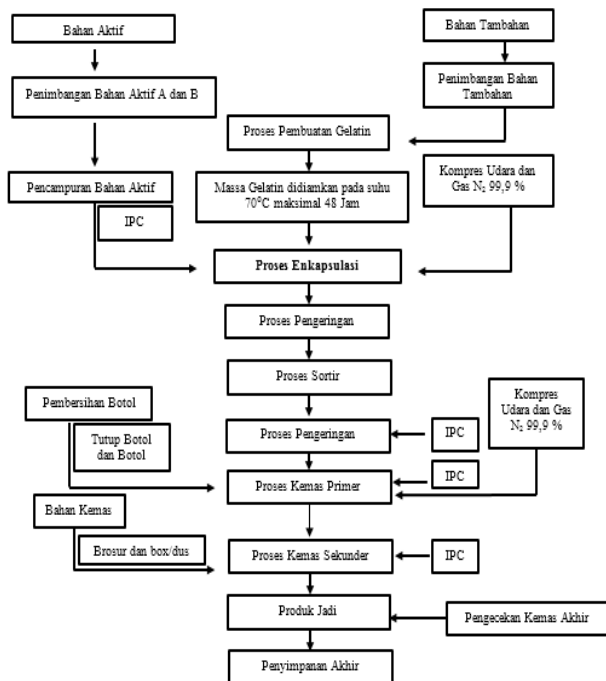 Bahan Aktif
Bahan Tambahan
Penimbangan Bahan Aktif A dan B
Penimbangan Bahan
Tambahan
Proses Pembuatan Gelatin
Pencampuran Bahan Aktif
IPC
Massa Gelatin didiamkan pada suhu
70⁰C maksimal 48 Jam
Kompres Udara dan
Gas N₂ 99,9 %
Proses Enkapsulasi
Proses Pengeringan
Proses Sortir
Pembersihan Botol
Tutup Botol
dan Botol
Proses Pengeringan
IPC
Kompres
Udara dan Gas
N₂ 99,9 %
Proses Kemas Primer
IPC
Bahan Kemas
Brosur dan box/dus
Proses Kemas Sekunder
IPC
Produk Jadi
Pengecekan Kemas Akhir
Penyimpanan Akhir